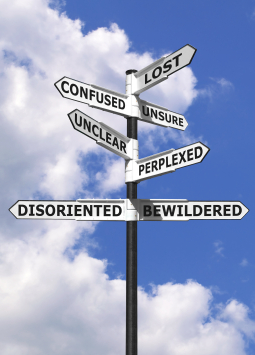 LOST
CONFUSED
UNSURE
UNCLEAR
PERPLEXED
DISORIENTED
BEWILDERED